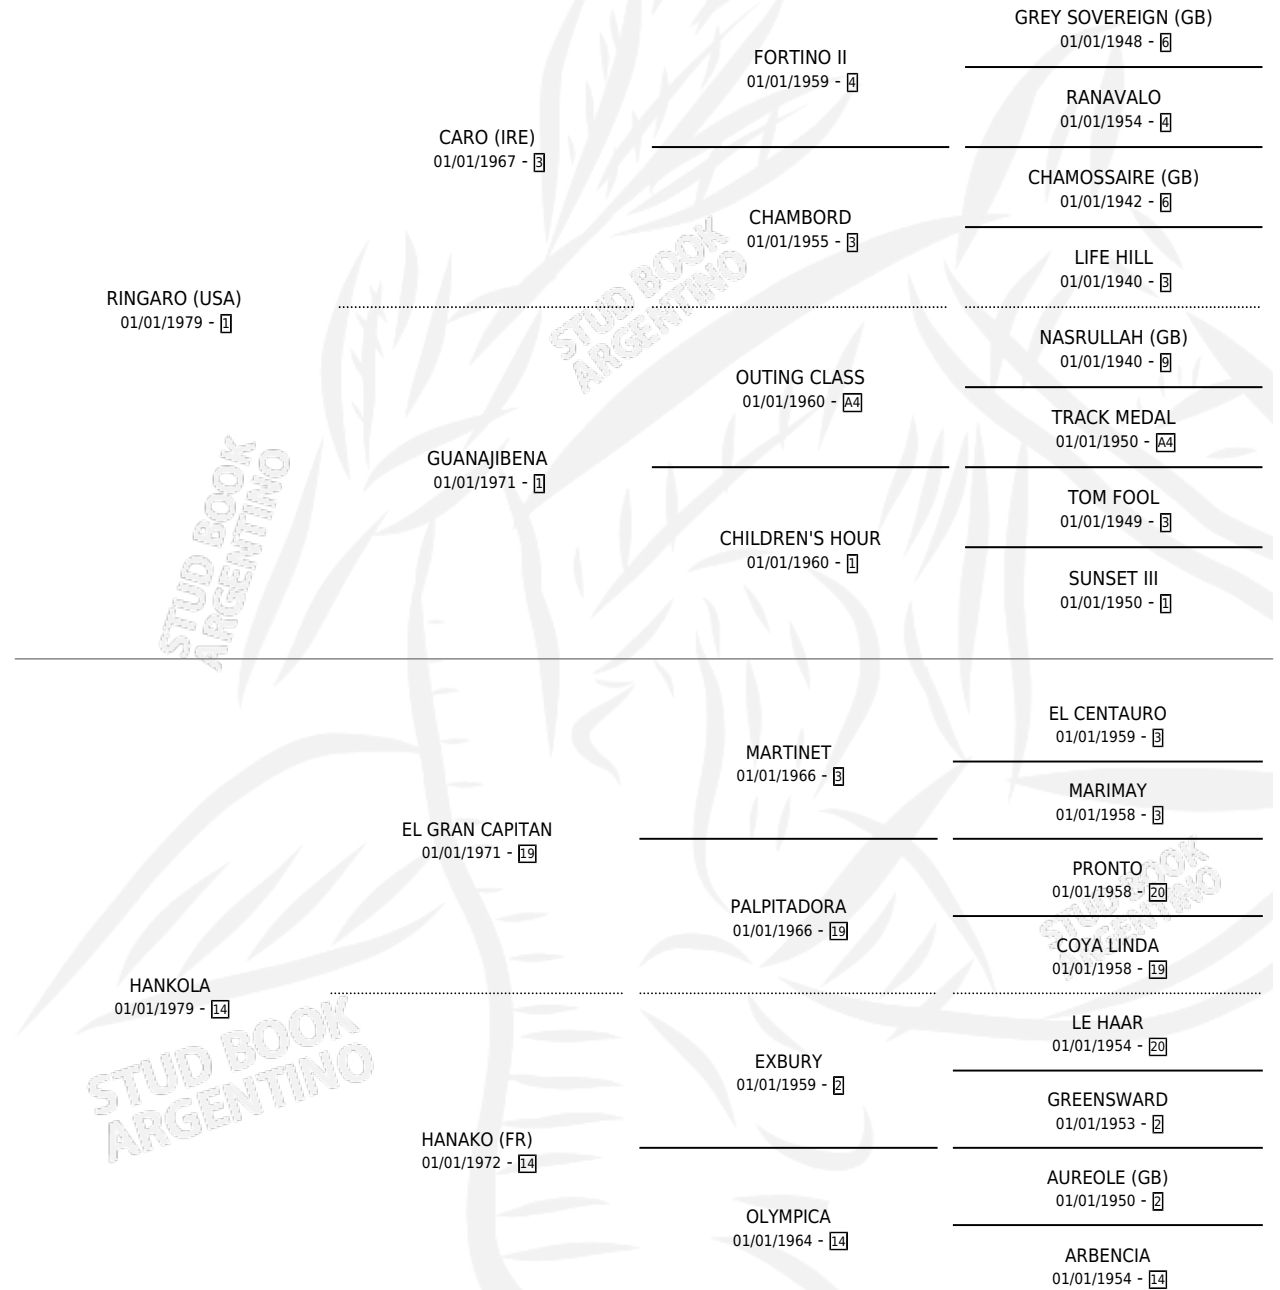 GREY SOVEREIGN (GB)
01/01/1948 - 6
FORTINO II
01/01/1959 - 4
RANAVALO
01/01/1954 - 4
CARO (IRE)
01/01/1967 - 3
CHAMOSSAIRE (GB)
01/01/1942 - 6
CHAMBORD
01/01/1955 - 3
LIFE HILL
01/01/1940 - 3
RINGARO (USA)
01/01/1979 - 1
NASRULLAH (GB)
01/01/1940 - 9
OUTING CLASS
01/01/1960 - A4
TRACK MEDAL
01/01/1950 - A4
GUANAJIBENA
01/01/1971 - 1
TOM FOOL
01/01/1949 - 3
CHILDREN'S HOUR
01/01/1960 - 1
SUNSET III
01/01/1950 - 1
EL CENTAURO
01/01/1959 - 3
MARTINET
01/01/1966 - 3
MARIMAY
01/01/1958 - 3
EL GRAN CAPITAN
01/01/1971 - 19
PRONTO
01/01/1958 - 20
PALPITADORA
01/01/1966 - 19
COYA LINDA
01/01/1958 - 19
HANKOLA
01/01/1979 - 14
LE HAAR
01/01/1954 - 20
EXBURY
01/01/1959 - 2
GREENSWARD
01/01/1953 - 2
HANAKO (FR)
01/01/1972 - 14
AUREOLE (GB)
01/01/1950 - 2
OLYMPICA
01/01/1964 - 14
ARBENCIA
01/01/1954 - 14
STUD BOOK
ARGENTINO
STUD BOOK
ARGENTINO
STUD BOOK
ARGENTINO
STUD BOOK
ARGENTINO